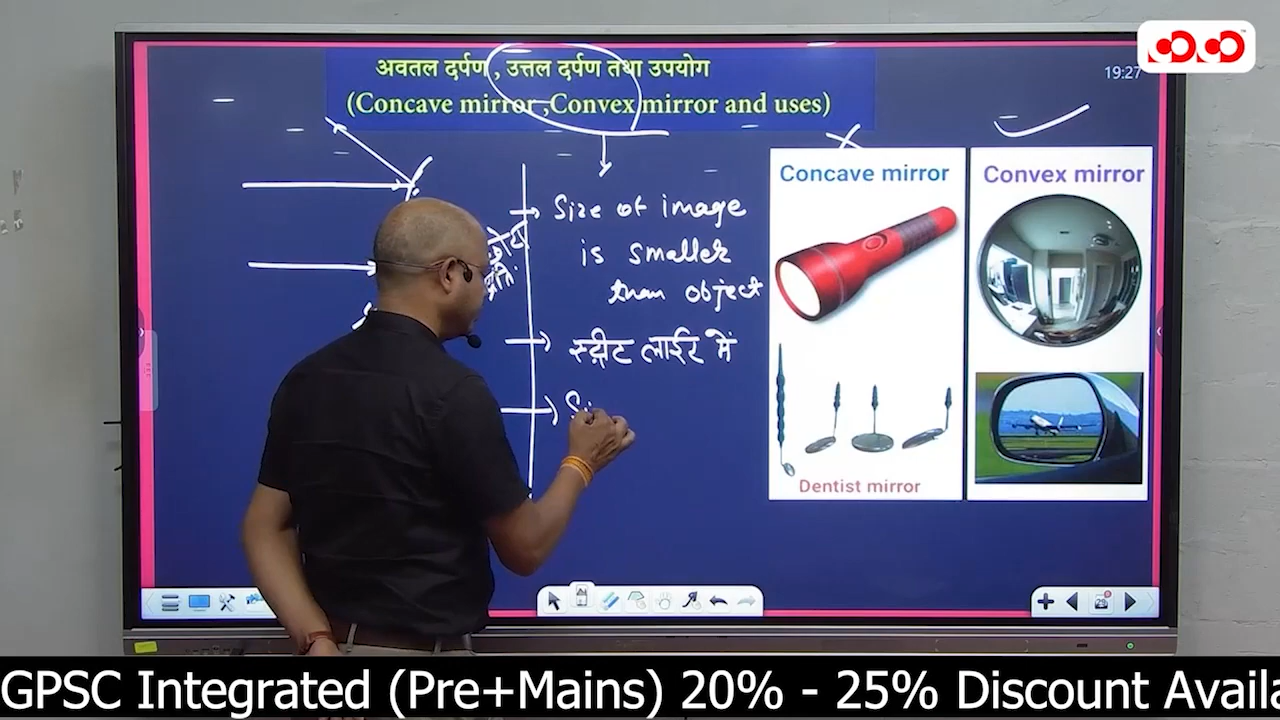 अवतल दर्पण , उत्तल दर्पण तथा उपयोग
(Concave mirror ,Convex mirror and uses)
19:27
Size of image
is smaller
than object
स्ट्रीट लाईट में
Si
Concave mirror
Convex mirror
Dentist mirror
GPSC Integrated (Pre+Mains) 20% - 25% Discount Availa